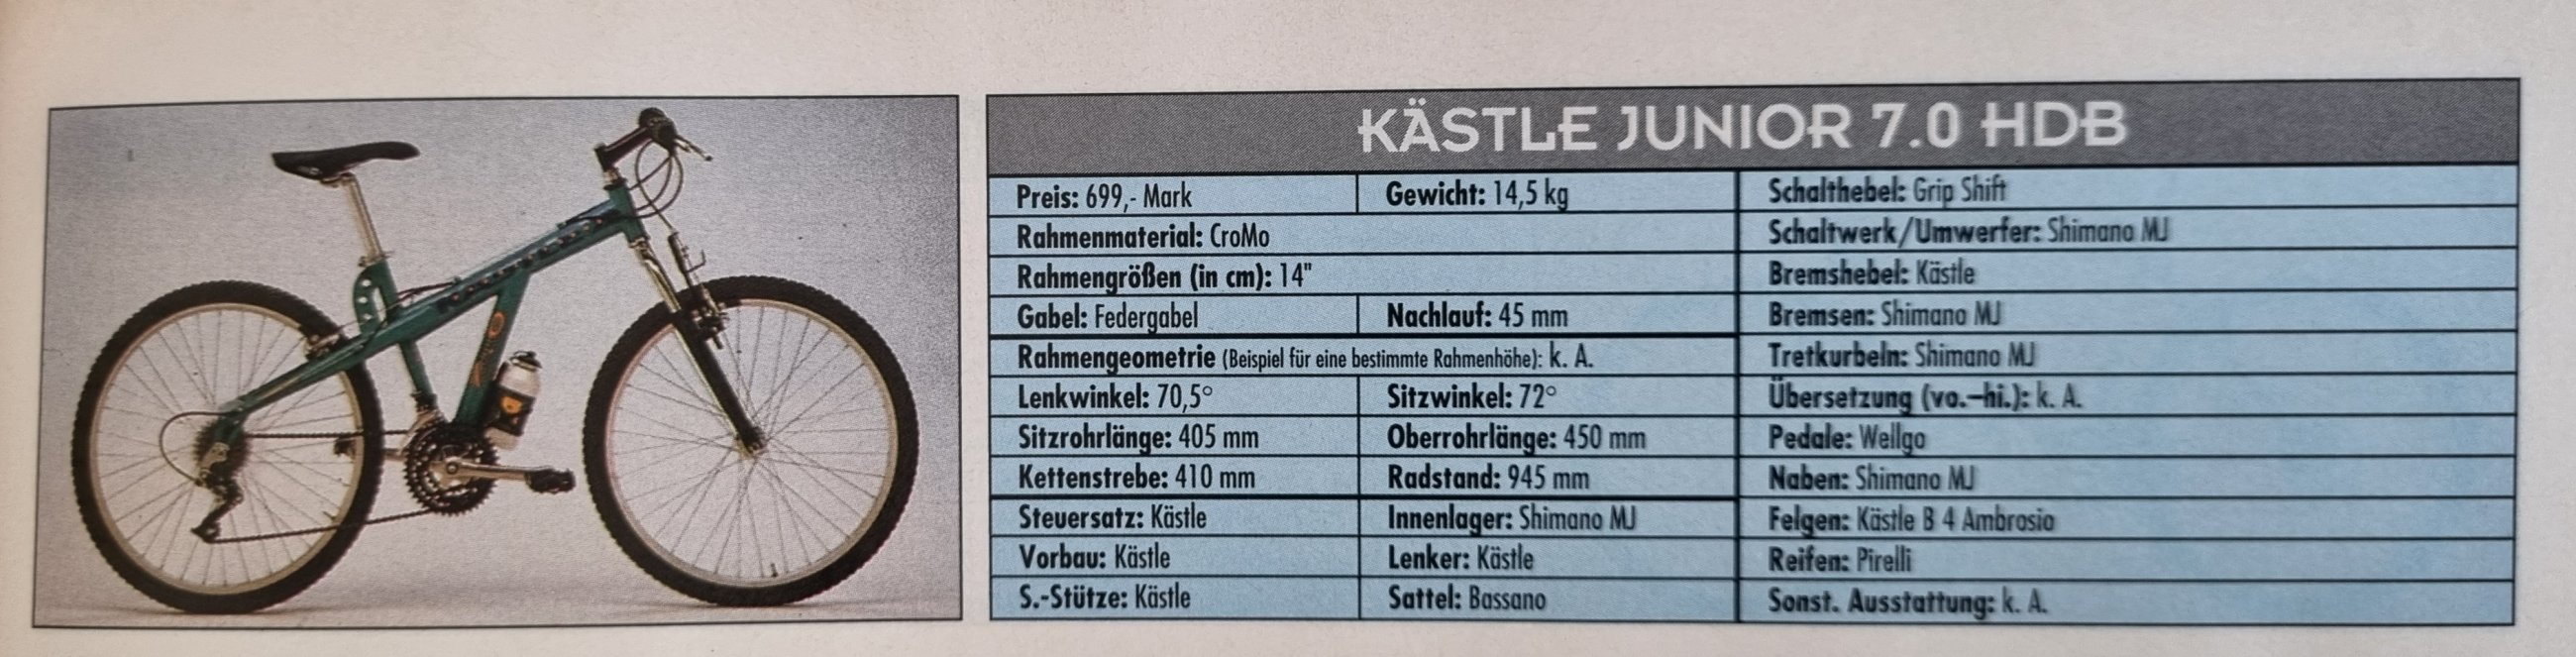 KÄSTLE JUNIOR 7.0 HDB
Preis: 699,- Mark
Gewicht: 14,5 kg
Rahmenmaterial: CroMo
Rahmengrößen (in cm): 14"
Gabel: Federgabel
Nachlauf: 45 mm
Rahmengeometrie (Beispiel für eine bestimmte Rahmenhöhe): k. A.
Lenkwinkel: 70,5°
Sitzwinkel: 72°
Sitzrohrlänge: 405 mm
Oberrohrlänge: 450 mm
Kettenstrebe: 410 mm
Radstand: 945 mm
Steuersatz: Kästle
Innenlager: Shimano MJ
Vorbau: Kästle
Lenker: Kästle
S.-Stütze: Kästle
Sattel: Bassano
Schalthebel: Grip Shift
Schaltwerk/Umwerfer: Shimano MJ
Bremshebel: Kästle
Bremsen: Shimano MJ
Tretkurbeln: Shimano MJ
Übersetzung (vo.–hi.): k. A.
Pedale: Wellgo
Naben: Shimano MJ
Felgen: Kästle B 4 Ambrosio
Reifen: Pirelli
Sonst. Ausstattung: k. A.